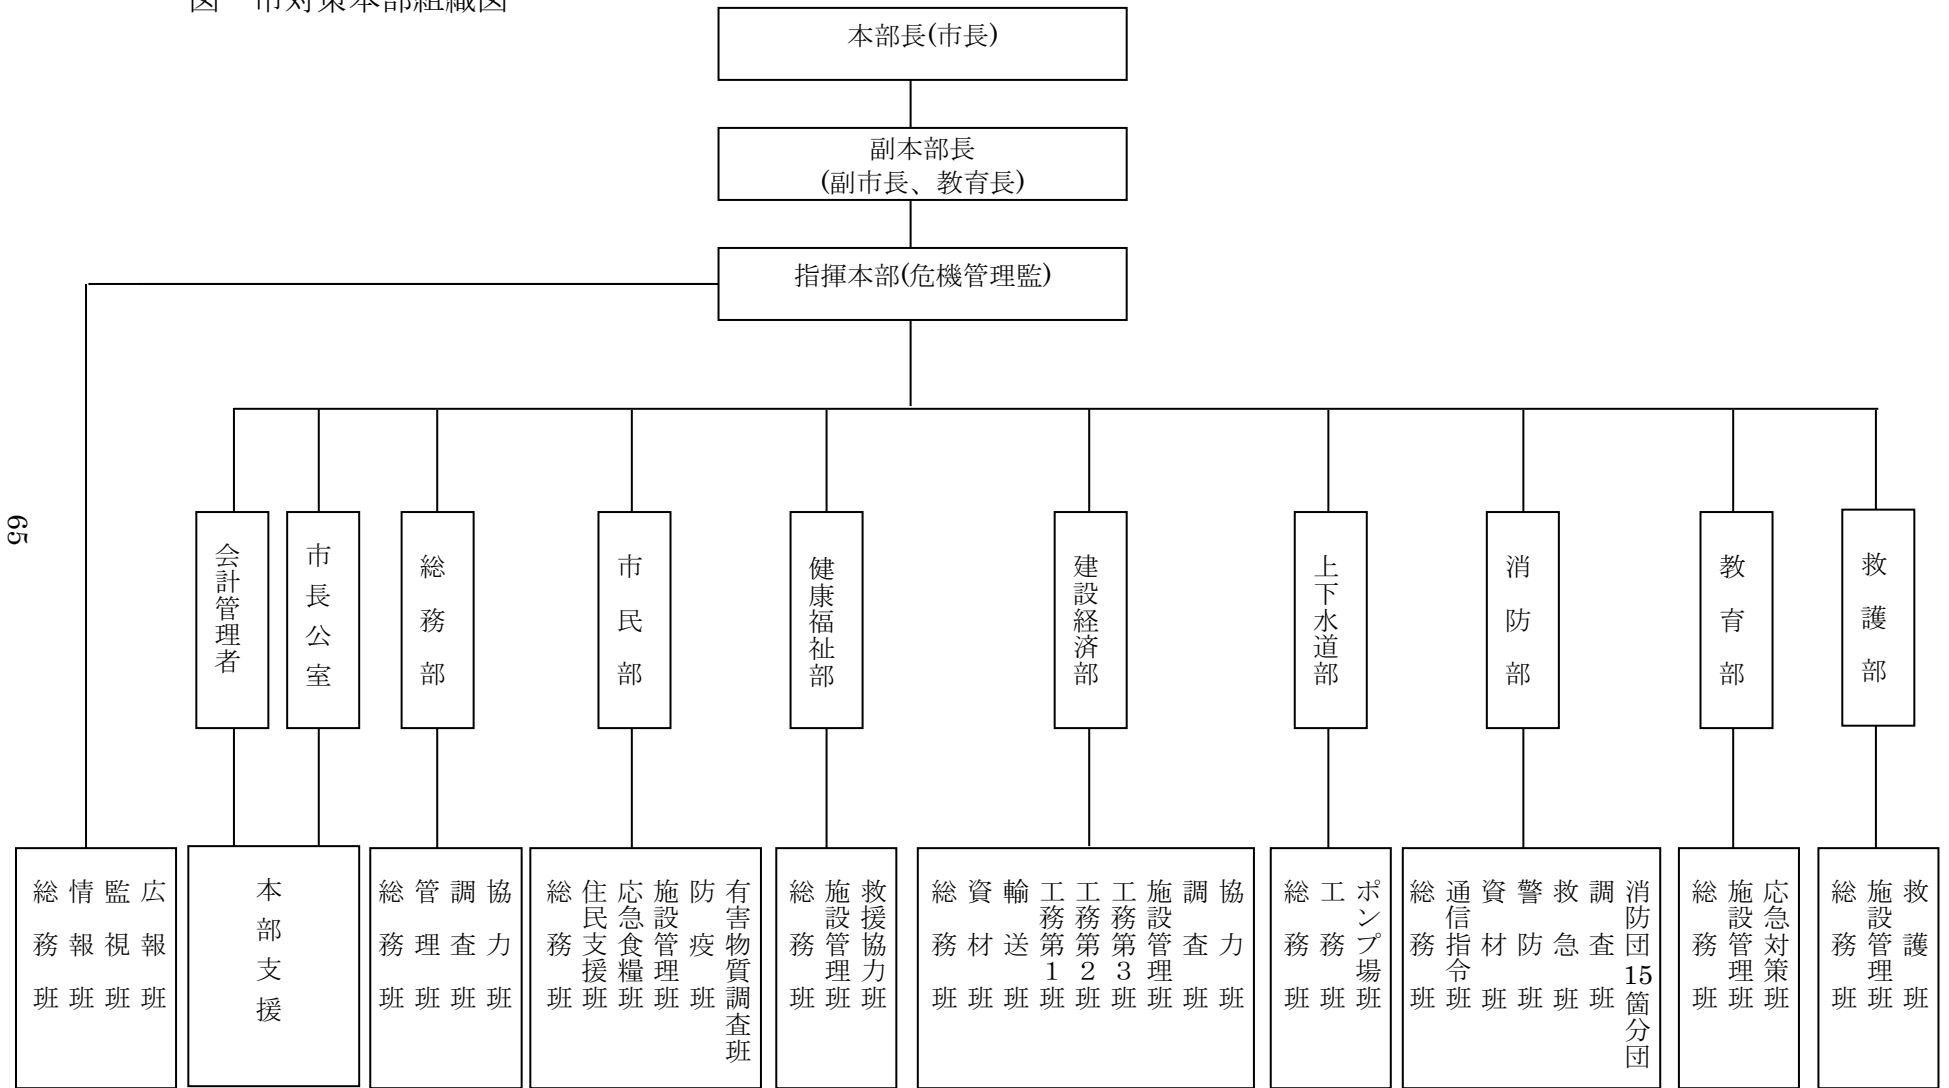 図 市対策本部組織図
本部長(市長)
副本部長
(副市長、教育長)
指揮本部(危機管理監)
会計管理者
市長公室
総務部
市民部
健康福祉部
建設経済部
上下水道部
消防部
教育部
救護部
総務班
情報班
監視班
広報班
本部支援
総務班
管理班
調査班
協力班
総務班
住民支援班
応急食糧班
施設管理班
防疫班
有害物質調査班
総務班
施設管理班
救援協力班
総務班
資材班
輸送班
工務第1班
工務第2班
工務第3班
施設管理班
調査班
協力班
総務班
工務班
ポンプ場班
総務班
通信指令班
資材班
警防班
救急班
調査班
消防団15箇分団
総務班
施設管理班
応急対策班
総務班
施設管理班
救護班
65